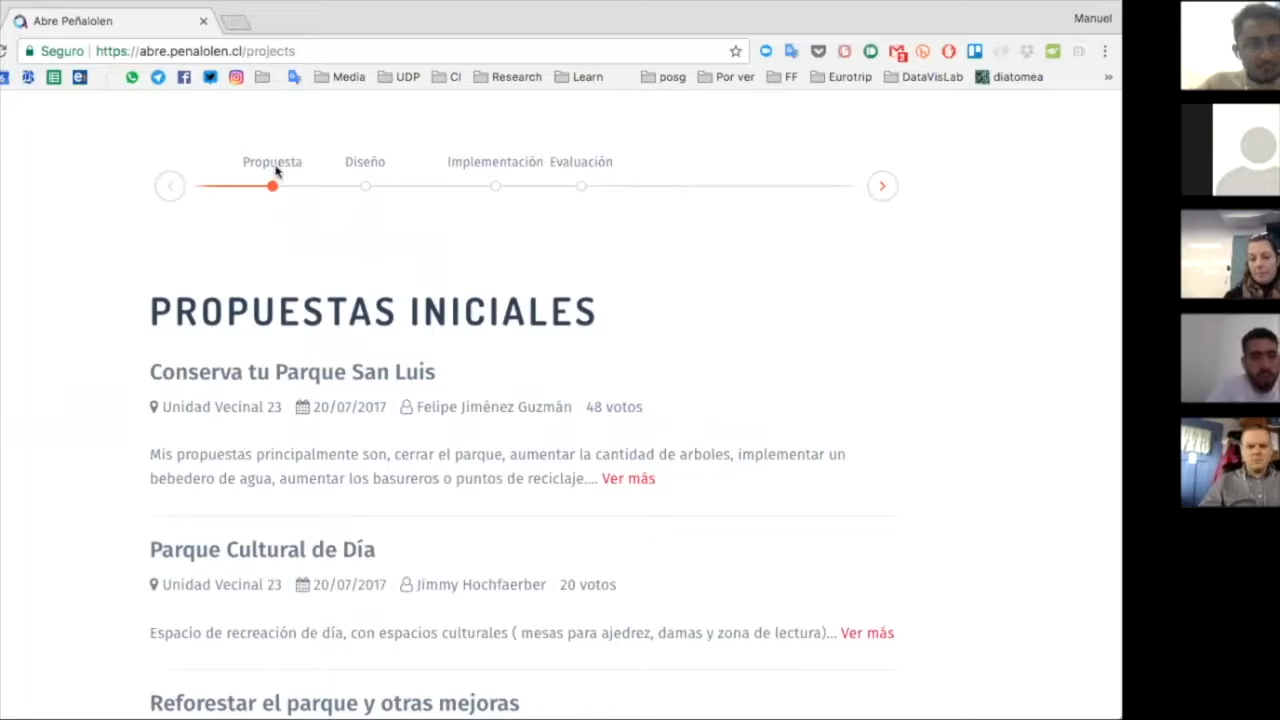 Abre Peñalolen
Manuel
Seguro https://abre.penalolen.cl/projects
2
Media UDP CI Research Learn posg Por ver FF Eurotrip DataVisLab diatomea »
Propuesta Diseño Implementación Evaluación
PROPUESTAS INICIALES
Conserva tu Parque San Luis
Unidad Vecinal 23 20/07/2017 Felipe Jiménez Guzmán 48 votos
Mis propuestas principalmente son, cerrar el parque, aumentar la cantidad de arboles, implementar un
bebedero de agua, aumentar los basureros o puntos de reciclaje.... Ver más
Parque Cultural de Día
Unidad Vecinal 23 20/07/2017 Jimmy Hochfaerber 20 votos
Espacio de recreación de día, con espacios culturales ( mesas para ajedrez, damas y zona de lectura)... Ver más
Reforestar el parque y otras mejoras